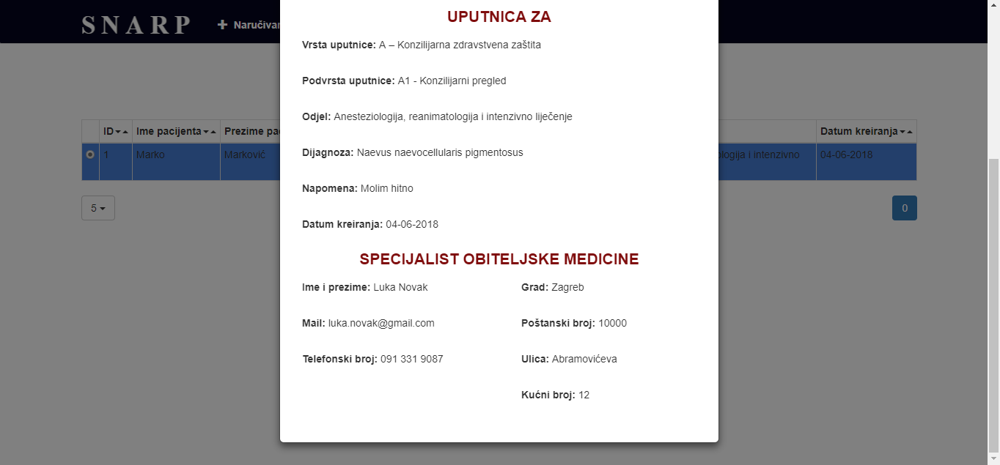 SNARP
UPUTNICA ZA
Vrsta uputnice: A – Konzilijarna zdravstvena zaštita
Podvrsta uputnice: A1 - Konzilijarni pregled
Odjel: Anesteziologija, reanimatologija i intenzivno liječenje
ID Ime pacijenta Prezime Datum kreiranja
1 Marko Marković i intenzivno 04-06-2018
Dijagnoza: Naevus naevocellularis pigmentosus
Napomena: Molim hitno
5 0
Datum kreiranja: 04-06-2018
SPECIJALIST OBITELJSKE MEDICINE
Ime i prezime: Luka Novak
Grad: Zagreb
Mail: luka.novak@gmail.com
Poštanski broj: 10000
Telefonski broj: 091 331 9087
Ulica: Abramovićeva
Kućni broj: 12